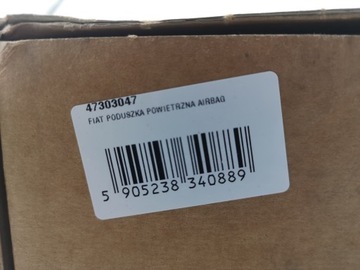 47303047
FIAT PODUSZKA POWIETRZNA AIRBAG
5 905238 340889